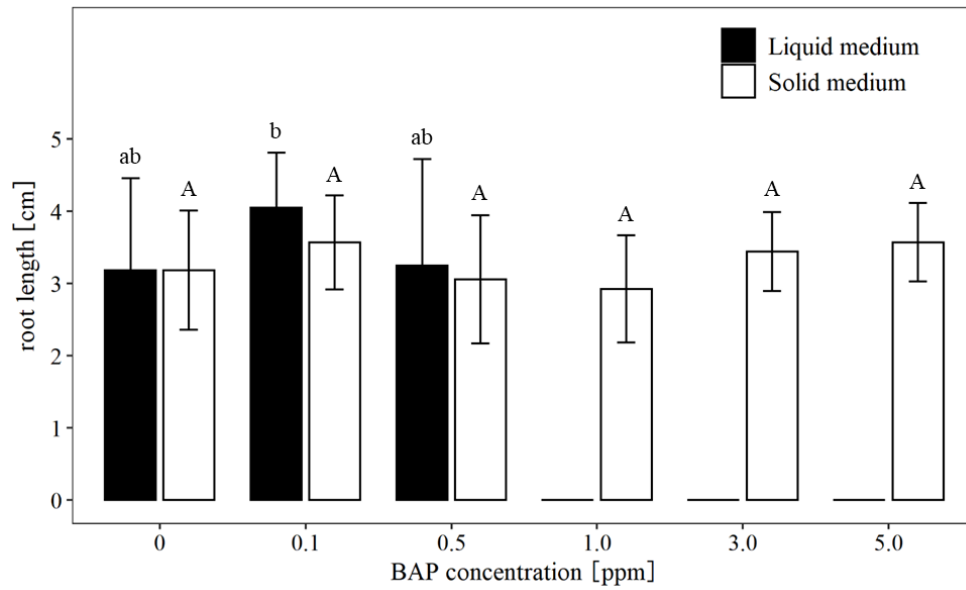 Liquid medium
Solid medium
root length [cm]
5
4
3
2
1
0
ab
A
b
A
ab
A
A
A
A
0
0.1
0.5
1.0
3.0
5.0
BAP concentration [ppm]